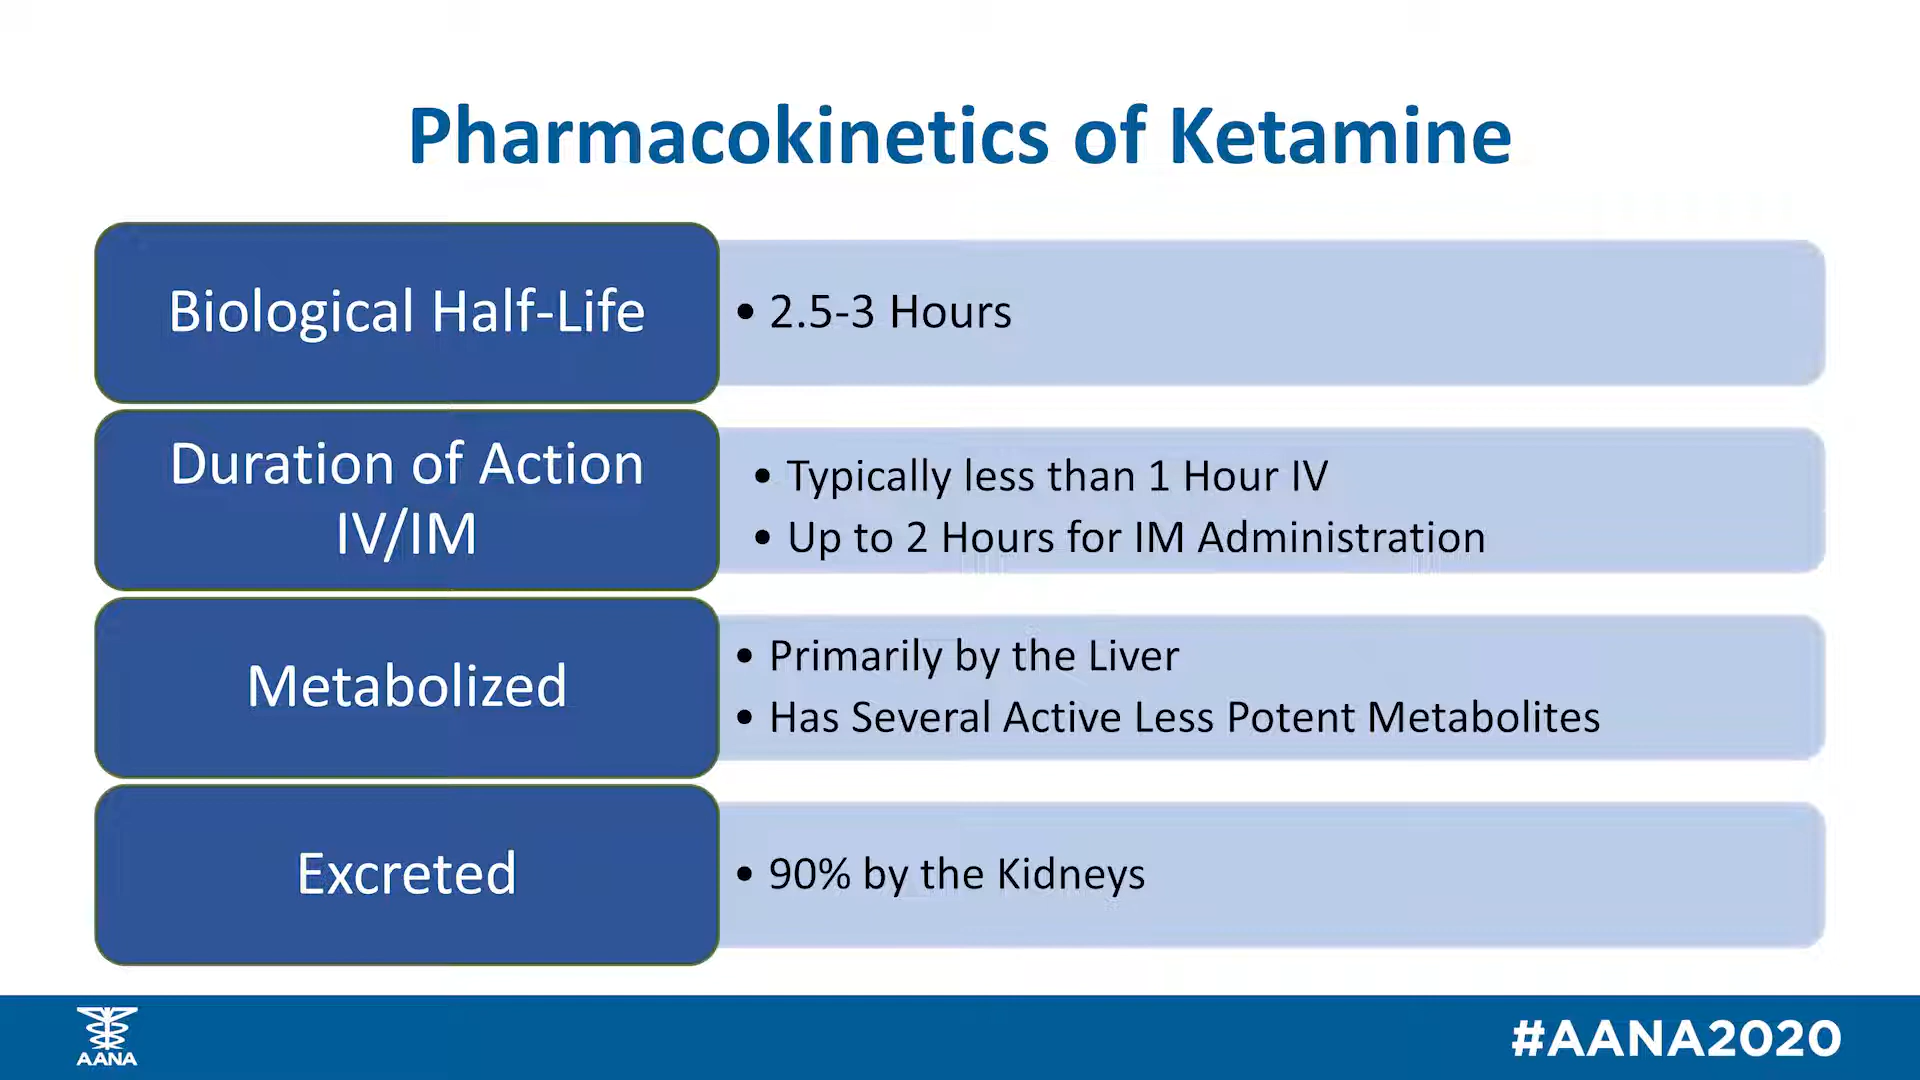 Pharmacokinetics of Ketamine
Biological Half-Life
• 2.5-3 Hours
Duration of Action
IV/IM
• Typically less than 1 Hour IV
• Up to 2 Hours for IM Administration
Metabolized
• Primarily by the Liver
• Has Several Active Less Potent Metabolites
Excreted
• 90% by the Kidneys
AANA
#AANA2020